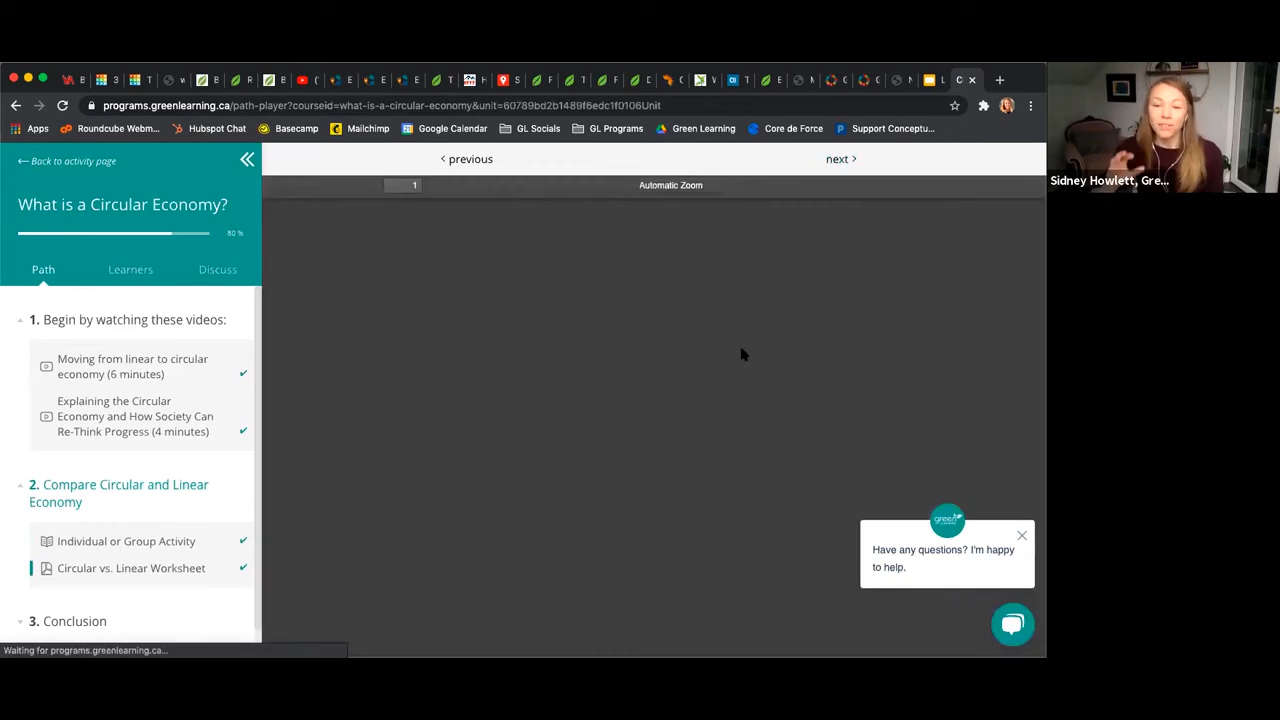 programs.greenlearning.ca/path-player?courseid=what-is-a-circular-economy&unit=60789bd2b1489f6edc1f0106Unit
Apps Roundcube Webm... Hubspot Chat Basecamp Mailchimp Google Calendar GL Socials GL Programs Green Learning Core de Force Support Conceptu...
Back to activity page
previous
next
1
Automatic Zoom
What is a Circular Economy?
80 %
Path Learners Discuss
1. Begin by watching these videos:
Moving from linear to circular
economy (6 minutes)
Explaining the Circular
Economy and How Society Can
Re-Think Progress (4 minutes)
2. Compare Circular and Linear
Economy
Individual or Group Activity
Circular vs. Linear Worksheet
3. Conclusion
Waiting for programs.greenlearning.ca...
green
Have any questions? I'm happy
to help.
Sidney Howlett, Gre...